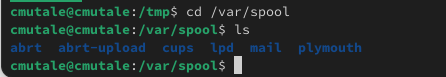 cmutale@cmutale:/tmp$ cd /var/spool
cmutale@cmutale:/var/spool$ ls
abrt  abrt-upload  cups  lpd  mail  plymouth
cmutale@cmutale:/var/spool$